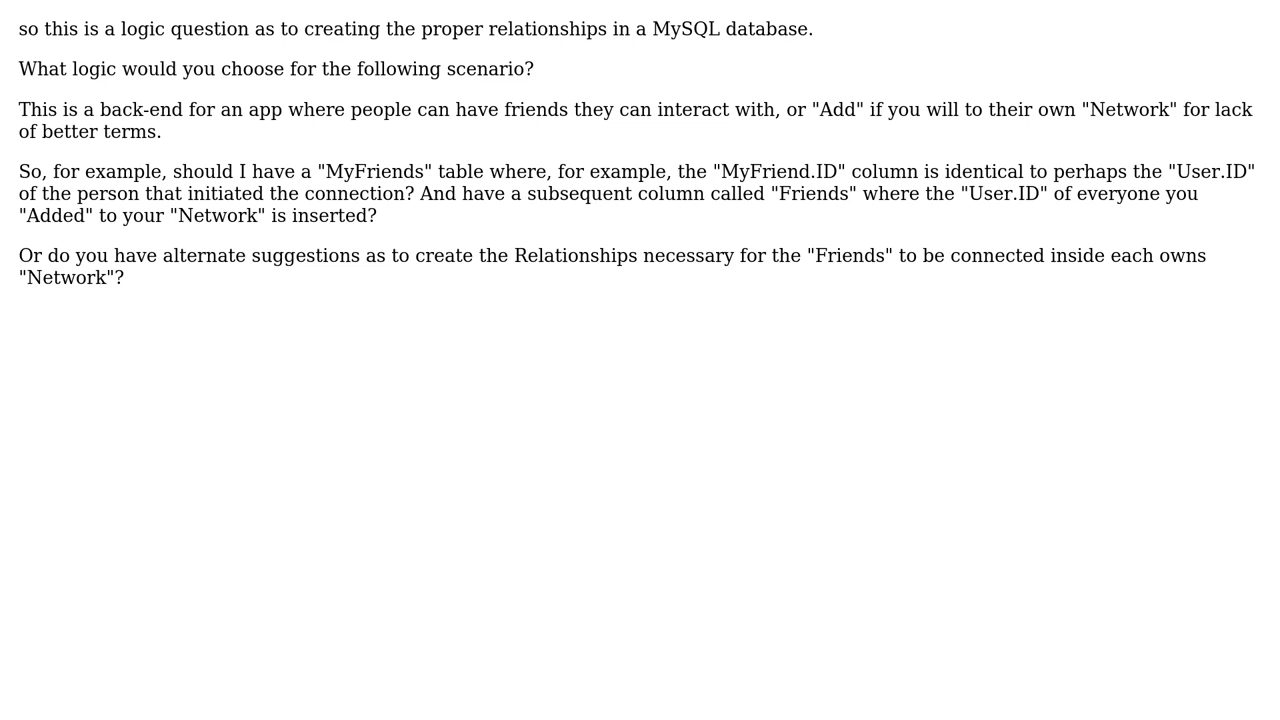 so this is a logic question as to creating the proper relationships in a MySQL database.
What logic would you choose for the following scenario?
This is a back-end for an app where people can have friends they can interact with, or "Add" if you will to their own "Network" for lack
of better terms.
So, for example, should I have a "MyFriends" table where, for example, the "MyFriend.ID" column is identical to perhaps the "User.ID"
of the person that initiated the connection? And have a subsequent column called "Friends" where the "User.ID" of everyone you
"Added" to your "Network" is inserted?
Or do you have alternate suggestions as to create the Relationships necessary for the "Friends" to be connected inside each owns
"Network"?